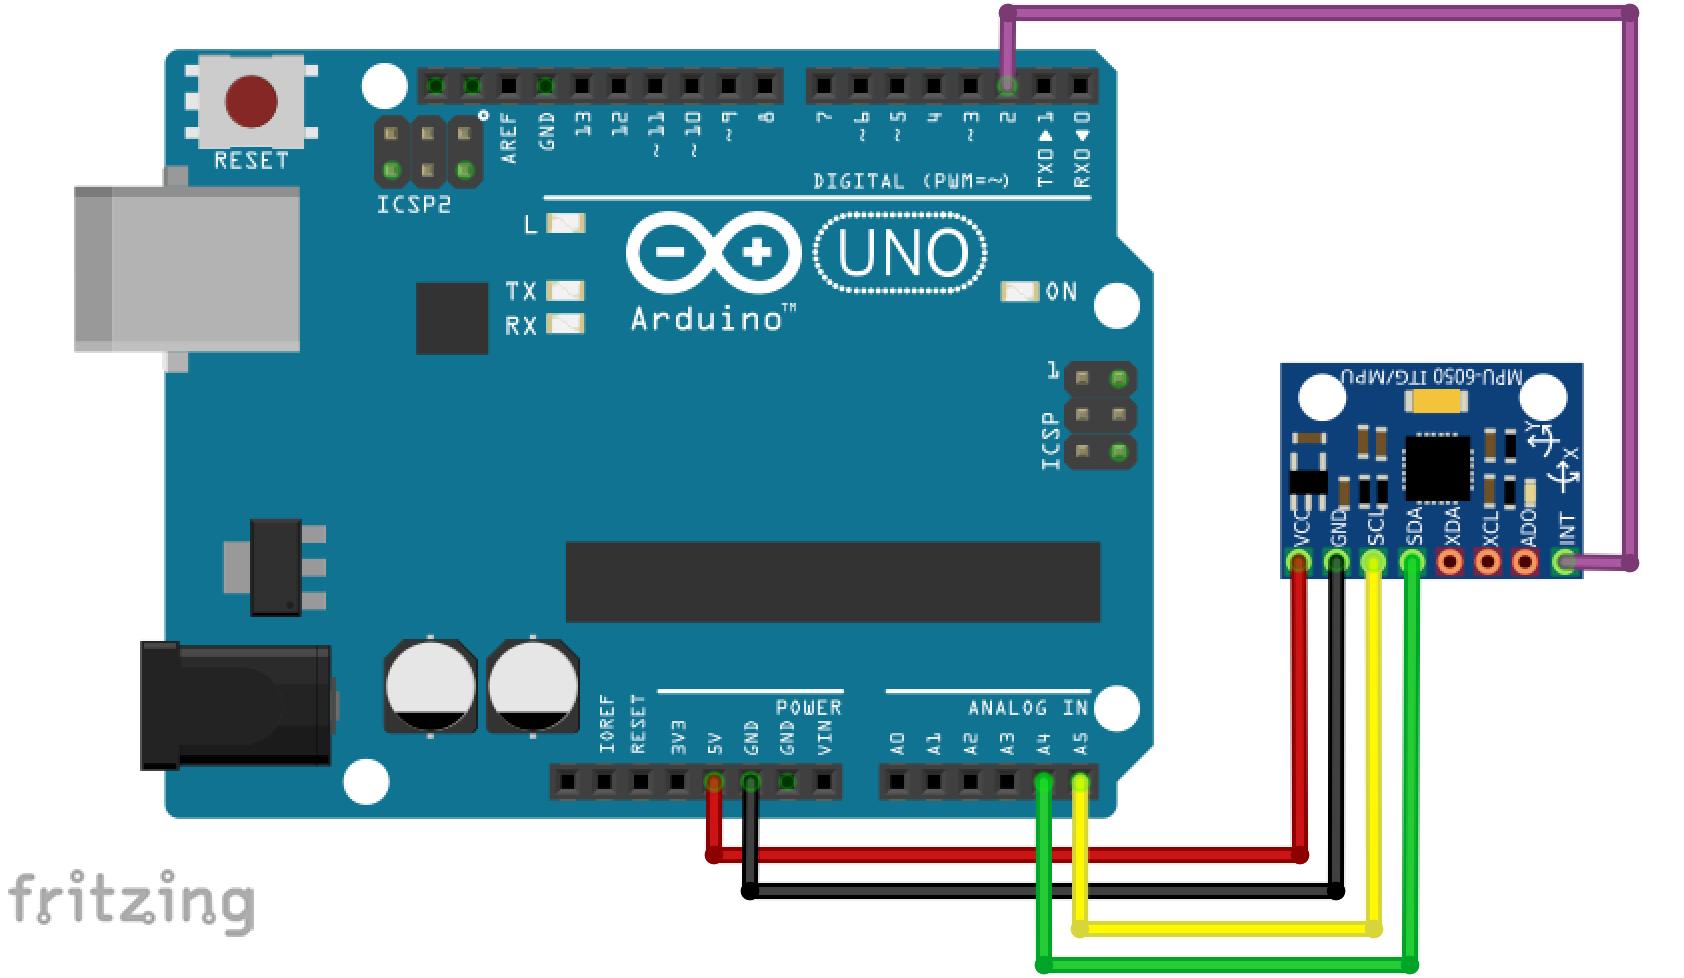 RESET
ICSP2
AREF
GND
13
12
~11
~10
~9
8
7
~6
~5
4
~3
2
TX0▶1
RX0◀0
DIGITAL (PWM=~)
L
TX
RX
UNO
Arduino™
ON
1
ICSP
MPU-6050 ITG/MPU
Y
X
VCC
GND
SCL
SDA
XDA
XCL
ADO
INT
IOREF
RESET
3V3
5V
GND
GND
VIN
POWER
A0
A1
A2
A3
A4
A5
ANALOG IN
fritzing